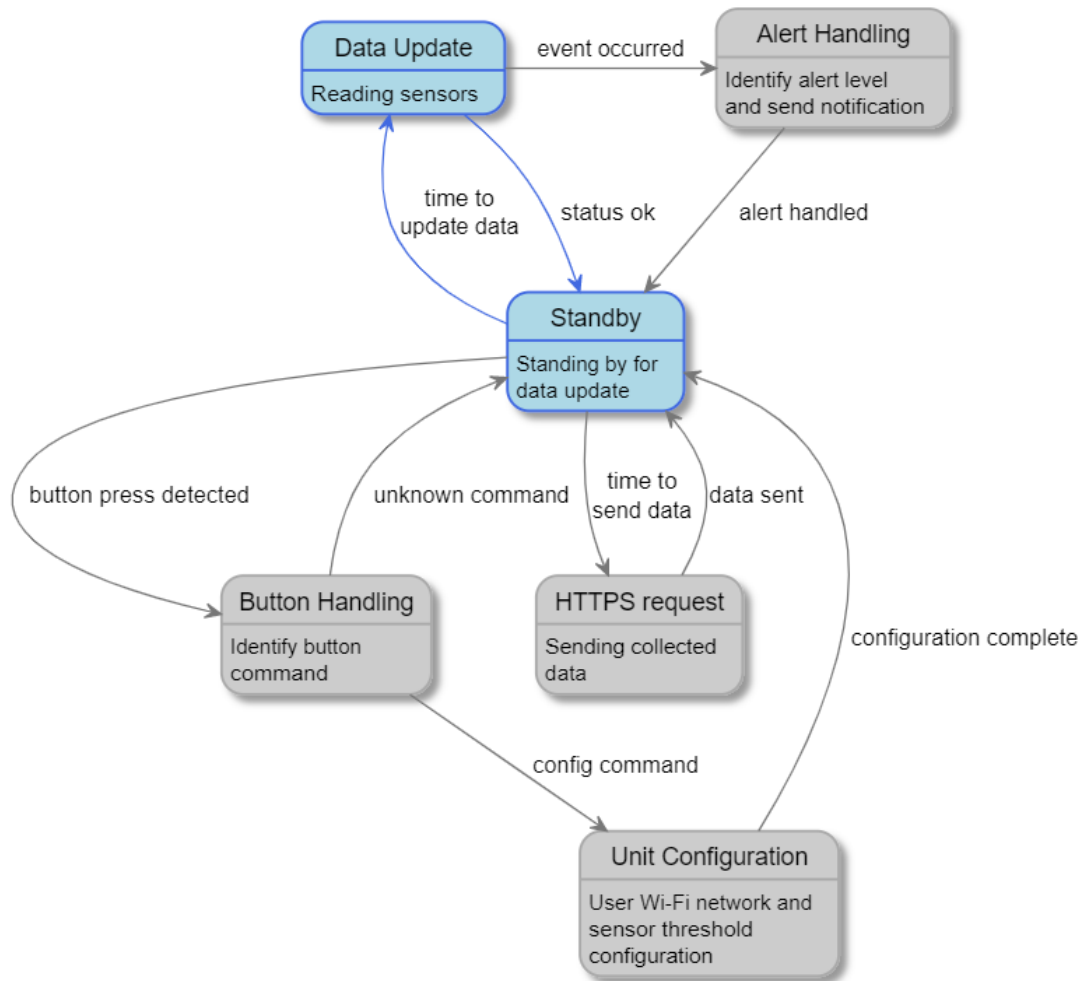 Data Update
Reading sensors
event occurred
Alert Handling
Identify alert level
and send notification
time to
update data
status ok
alert handled
Standby
Standing by for
data update
button press detected
unknown command
time to
send data
data sent
Button Handling
Identify button
command
HTTPS request
Sending collected
data
configuration complete
config command
Unit Configuration
User Wi-Fi network and
sensor threshold
configuration